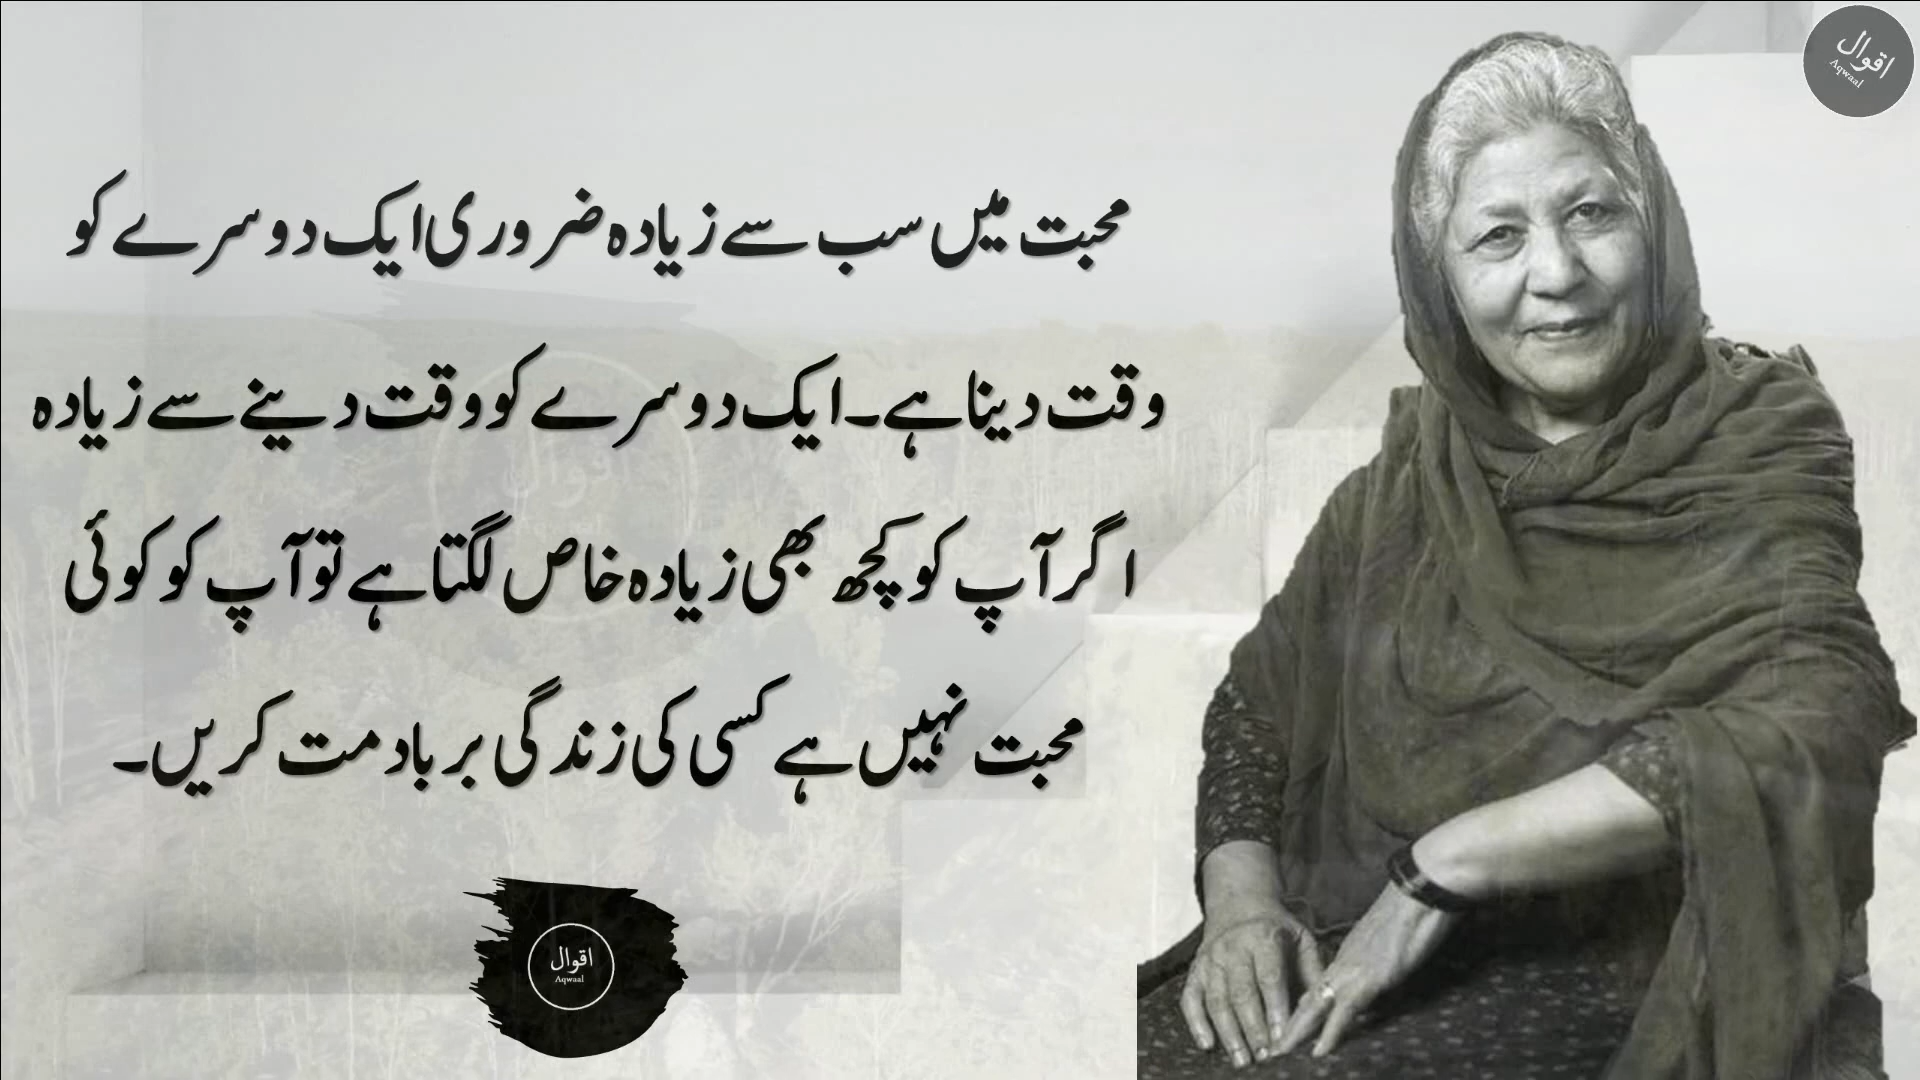 اقوال
Aqwaal
محبت میں سب سے زیادہ ضروری ایک دوسرے کو
وقت دینا ہے۔ ایک دوسرے کو وقت دینے سے زیادہ
اگر آپ کو کچھ بھی زیادہ خاص لگتا ہے تو آپ کو کوئی
محبت نہیں ہے کسی کی زندگی برباد مت کریں۔
اقوال
Aqwaal